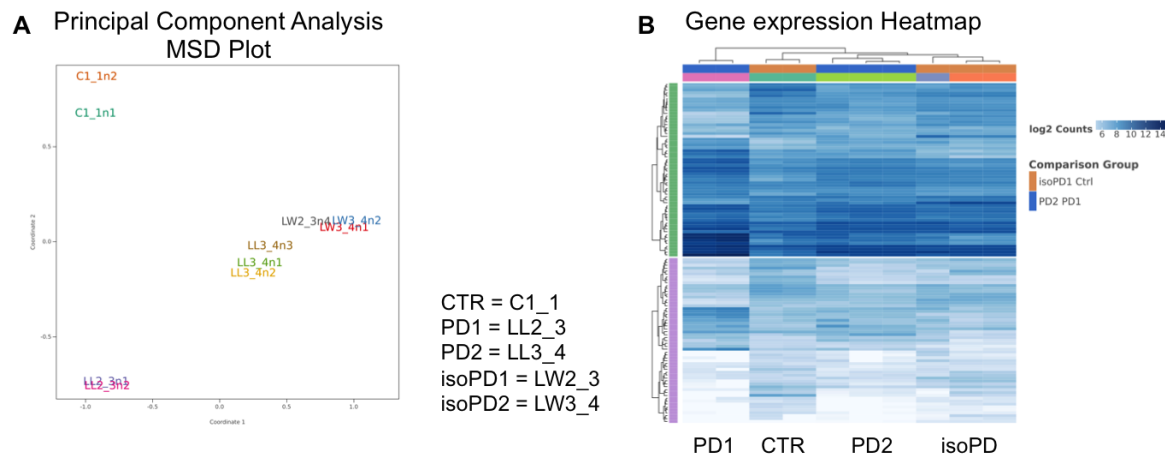 A Principal Component Analysis
MSD Plot
C1_1n2
C1_1n1
LW2_3n4
LW3_4n2
LW3_4n1
LL3_4n3
LL3_4n1
LL3_4n2
LL2_3n1
LL2_3n2
0.5
0.0
-0.5
Coordinate 2
-1.0 -0.5 0.0 0.5 1.0
Coordinate 1
CTR = C1_1
PD1 = LL2_3
PD2 = LL3_4
isoPD1 = LW2_3
isoPD2 = LW3_4
B Gene expression Heatmap
log2 Counts
6 8 10 12 14
Comparison Group
isoPD1 Ctrl
PD2 PD1
PD1 CTR PD2 isoPD